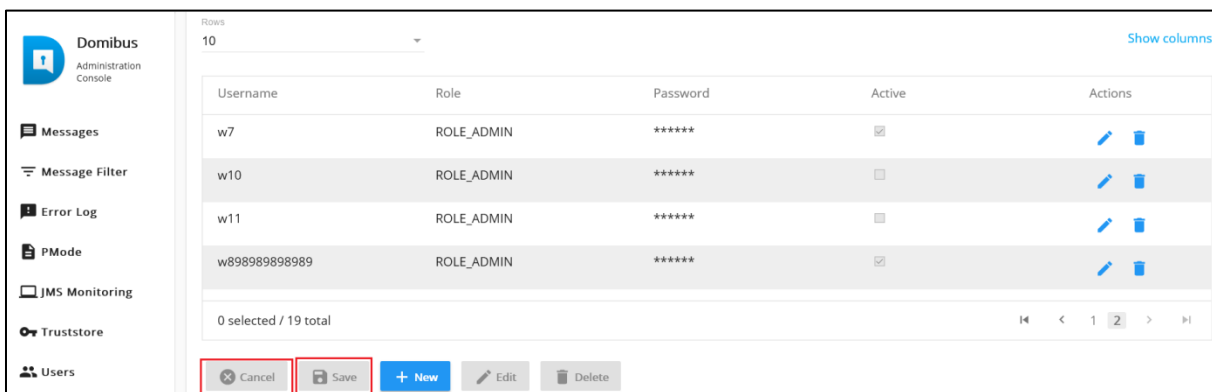 Domibus
Administration
Console
Messages
Message Filter
Error Log
PMode
JMS Monitoring
Truststore
Users
Rows
10
Show columns
Username Role Password Active Actions
w7 ROLE_ADMIN ******
w10 ROLE_ADMIN ******
w11 ROLE_ADMIN ******
w898989898989 ROLE_ADMIN ******
0 selected / 19 total 1 2
Cancel Save + New Edit Delete